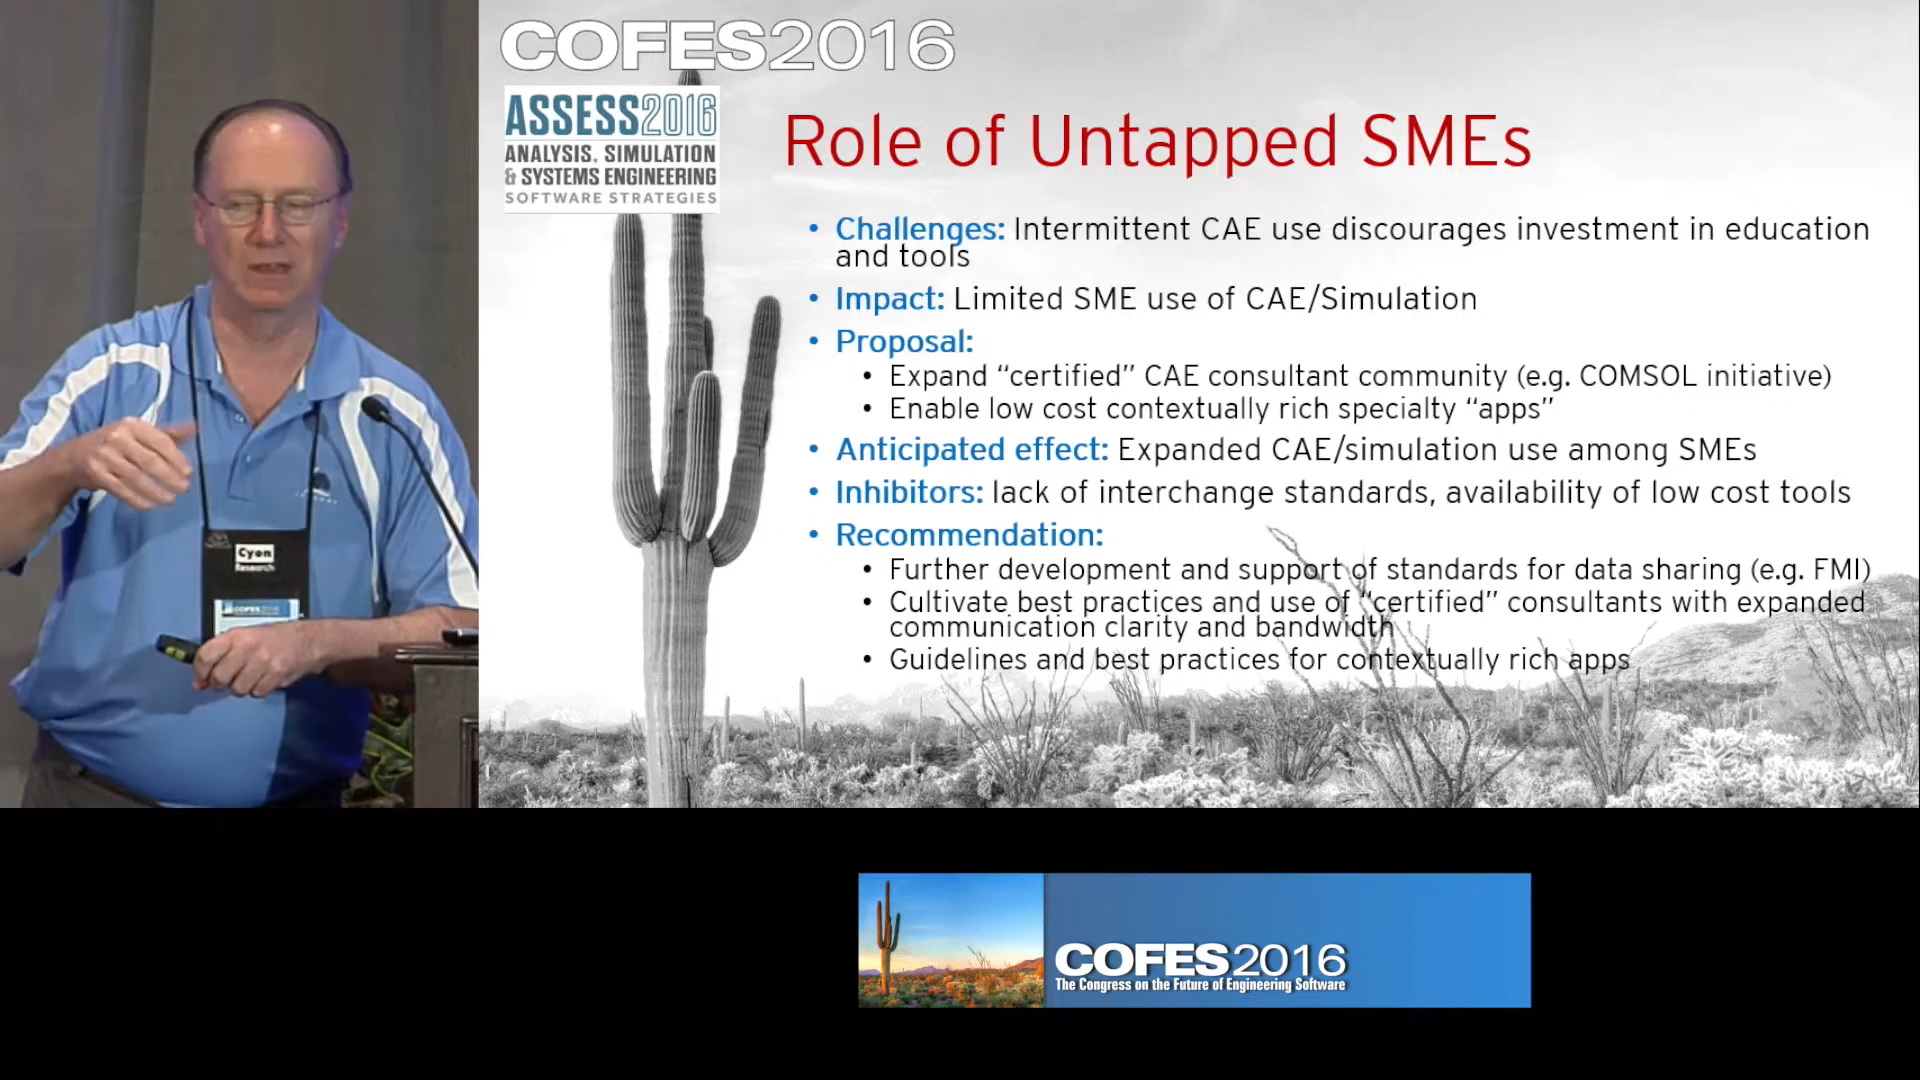 COFES2016
ASSESS2016
ANALYSIS, SIMULATION
& SYSTEMS ENGINEERING
SOFTWARE STRATEGIES
Role of Untapped SMEs
• Challenges: Intermittent CAE use discourages investment in education
and tools
• Impact: Limited SME use of CAE/Simulation
• Proposal:
• Expand “certified” CAE consultant community (e.g. COMSOL initiative)
• Enable low cost contextually rich specialty “apps”
• Anticipated effect: Expanded CAE/simulation use among SMEs
• Inhibitors: lack of interchange standards, availability of low cost tools
• Recommendation:
• Further development and support of standards for data sharing (e.g. FMI)
• Cultivate best practices and use of “certified” consultants with expanded
communication clarity and bandwidth
• Guidelines and best practices for contextually rich apps
Cyon
Research
COFES2016
COFES2016
The Congress on the Future of Engineering Software